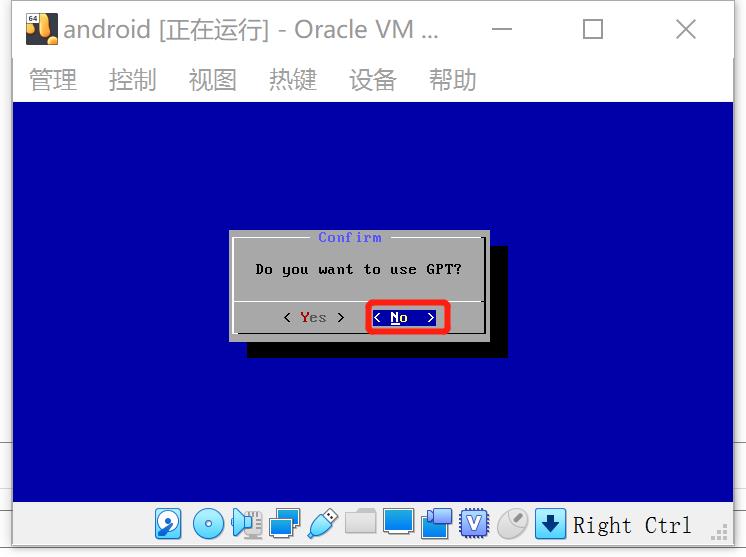 64
android [正在运行] - Oracle VM ...
管理 控制 视图 热键 设备 帮助
Confirm
Do you want to use GPT?
< Yes > < No >
V
Right Ctrl